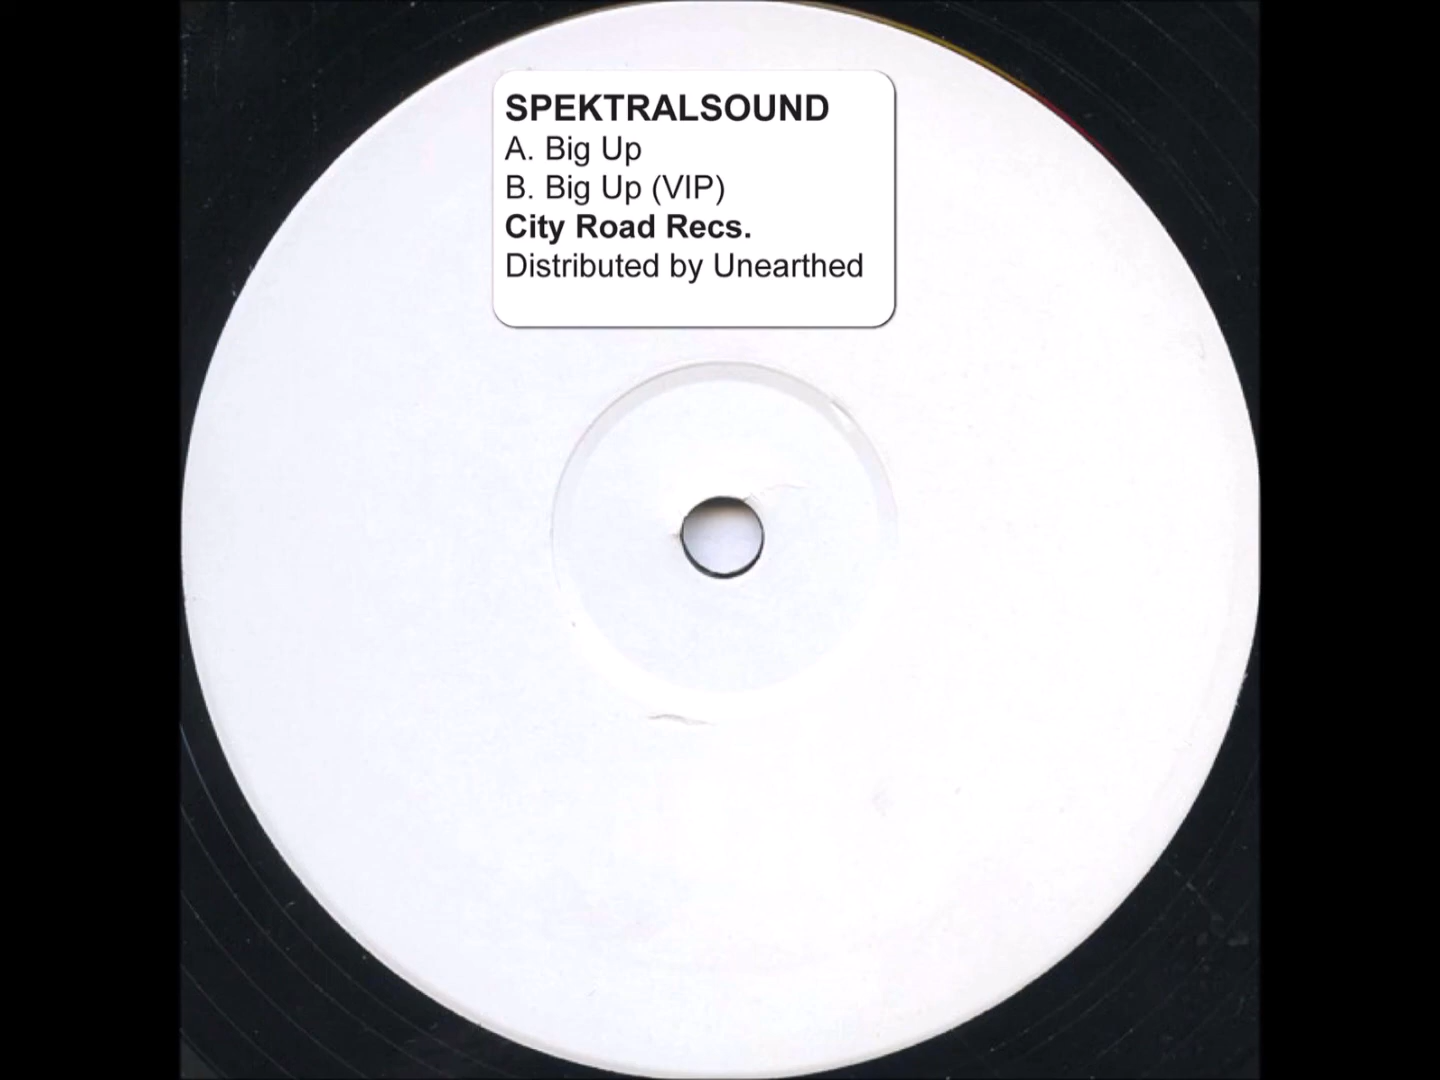 SPEKTRALSOUND
A. Big Up
B. Big Up (VIP)
City Road Recs.
Distributed by Unearthed